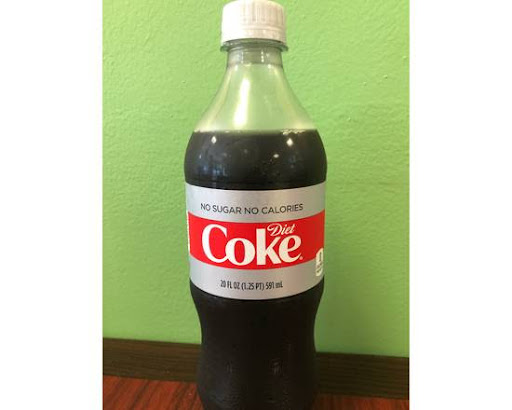 NO SUGAR NO CALORIES
Diet
Coke
20 FL OZ (1.25 PT) 591 mL